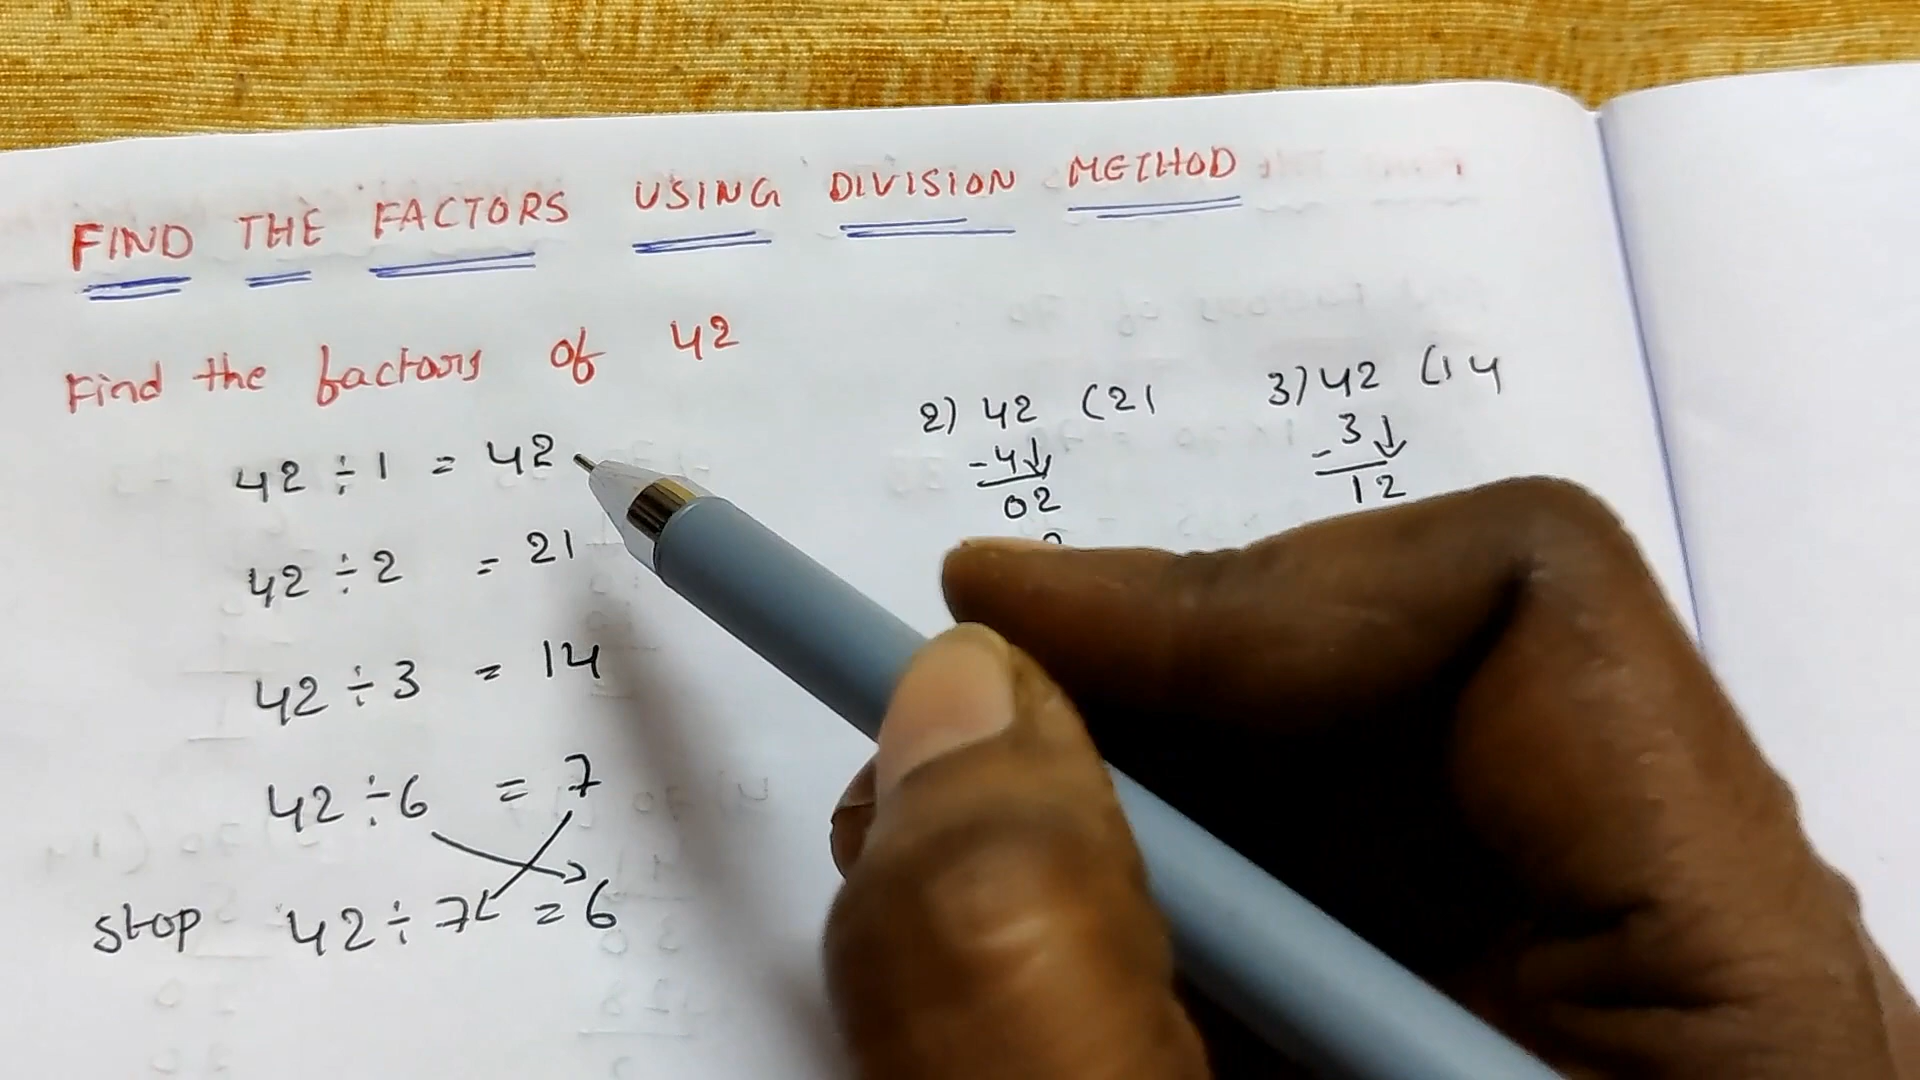 FIND THE FACTORS USING DIVISION METHOD
Find the factors of 42
42 ÷ 1 = 42
42 ÷ 2 = 21
42 ÷ 3 = 14
42 ÷ 6 = 7
stop 42 ÷ 7 = 6
2) 42 (21
-4↓
02
3) 42 (14
-3↓
12